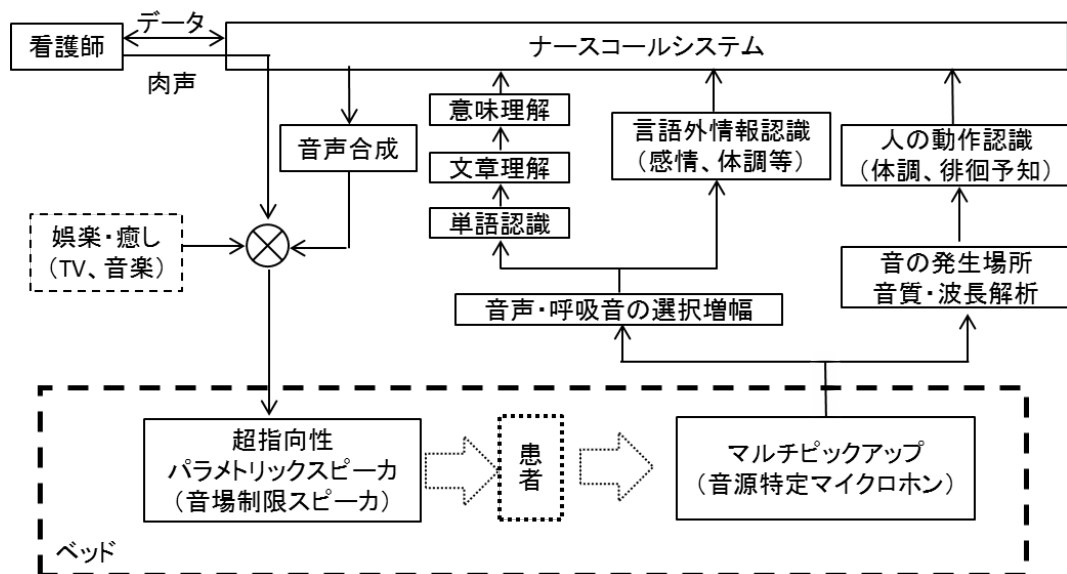 データ
看護師
ナースコールシステム
肉声
音声合成
意味理解
文章理解
単語認識
言語外情報認識
(感情、体調等)
人の動作認識
(体調、徘徊予知)
娯楽・癒し
(TV、音楽)
音の発生場所
音質・波長解析
音声・呼吸音の選択増幅
超指向性
パラメトリックスピーカ
(音場制限スピーカ)
患
者
マルチピックアップ
(音源特定マイクロホン)
ベッド